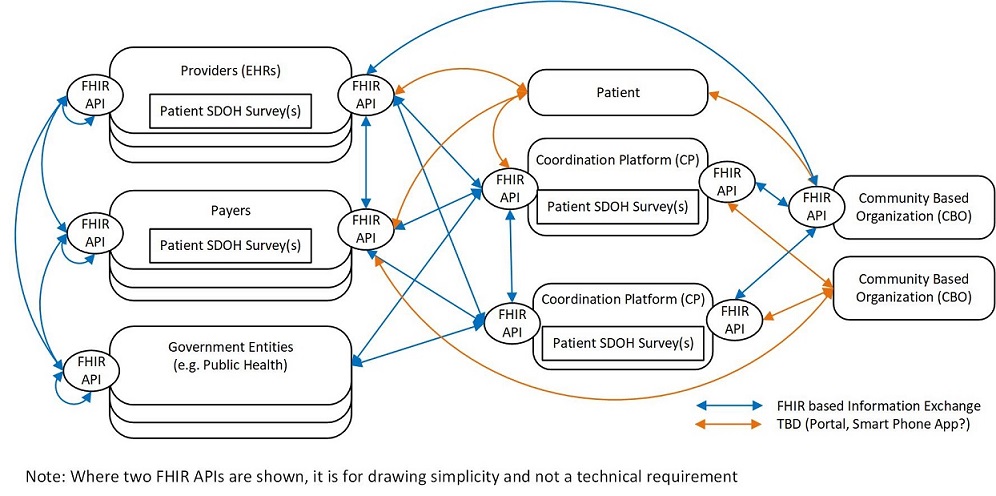 Providers (EHRs)
Patient SDOH Survey(s)
FHIR
API
FHIR
API
Payers
Patient SDOH Survey(s)
FHIR
API
FHIR
API
Government Entities
(e.g. Public Health)
FHIR
API
Patient
Coordination Platform (CP)
Patient SDOH Survey(s)
FHIR
API
FHIR
API
Coordination Platform (CP)
Patient SDOH Survey(s)
FHIR
API
FHIR
API
FHIR
API
Community Based
Organization (CBO)
Community Based
Organization (CBO)
FHIR based Information Exchange
TBD (Portal, Smart Phone App?)
Note: Where two FHIR APIs are shown, it is for drawing simplicity and not a technical requirement